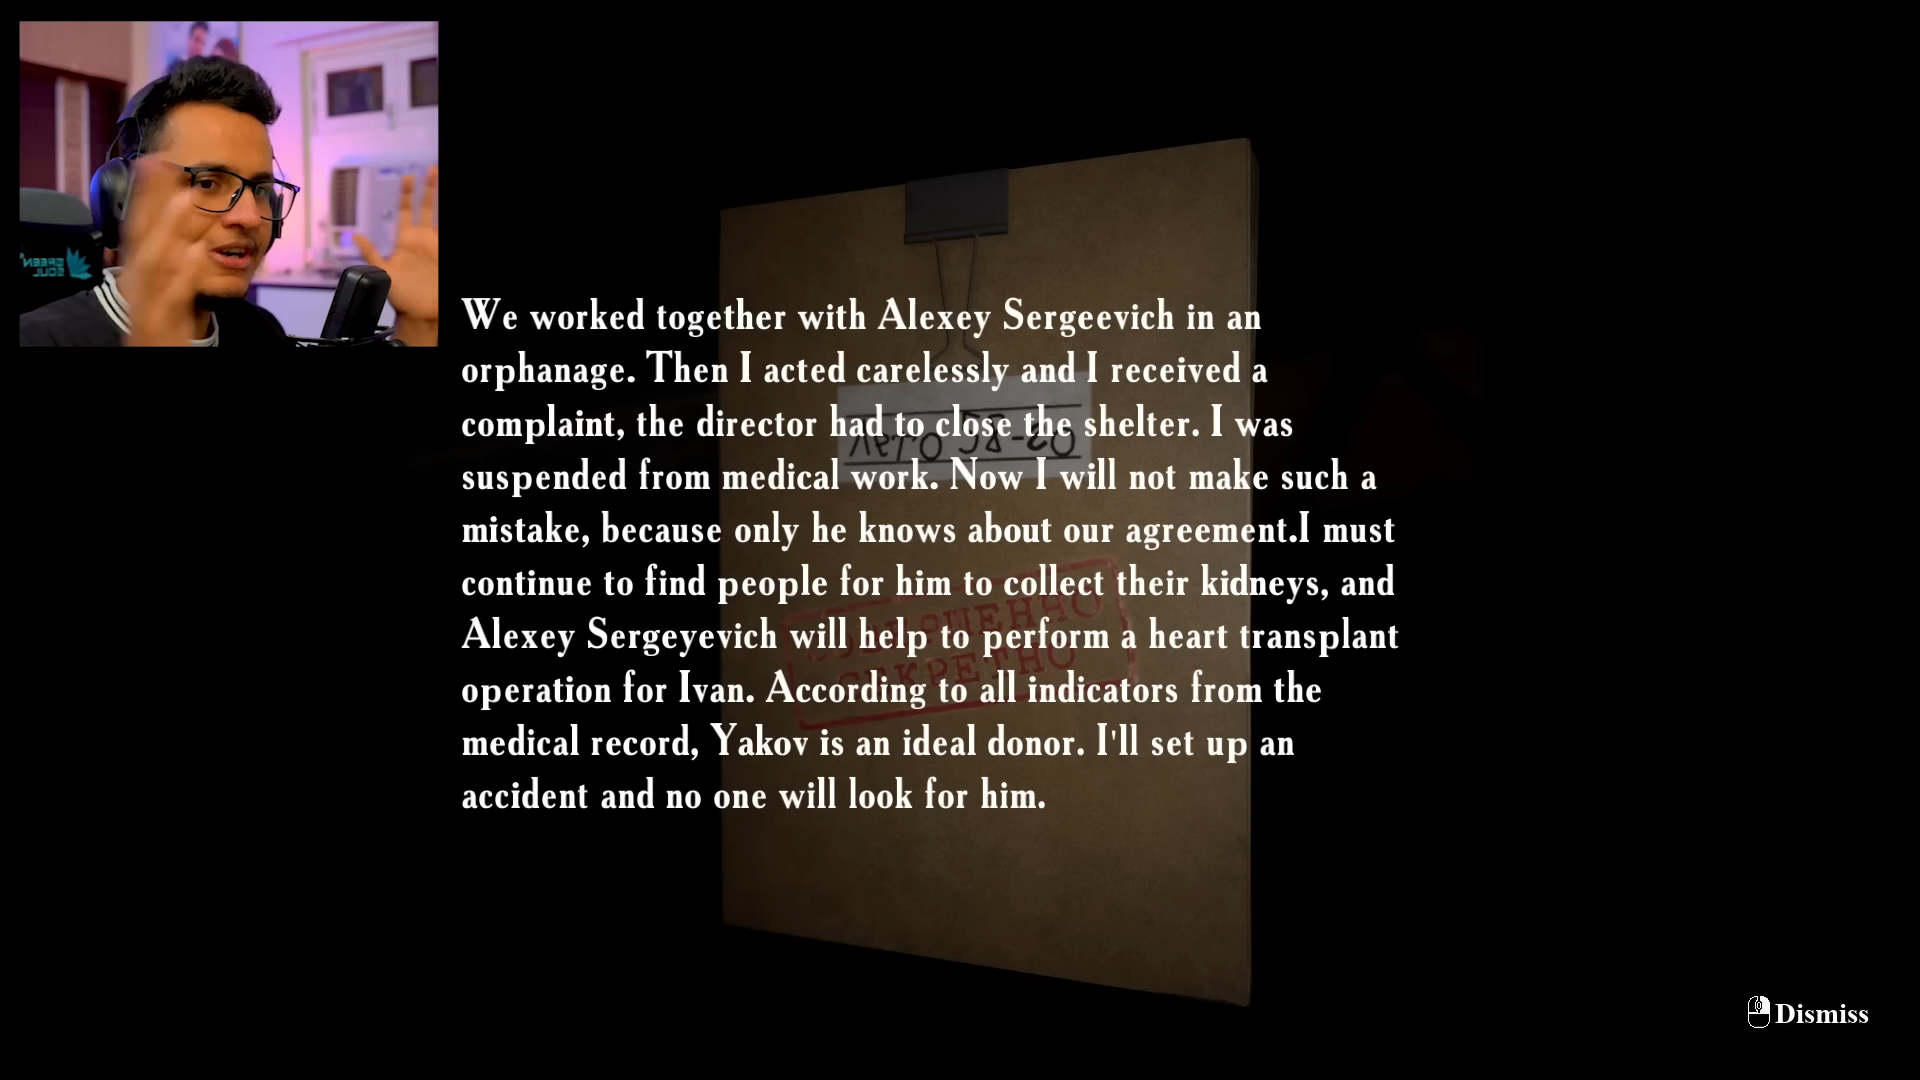 We worked together with Alexey Sergeevich in an
orphanage. Then I acted carelessly and I received a
complaint, the director had to close the shelter. I was
suspended from medical work. Now I will not make such a
mistake, because only he knows about our agreement.I must
continue to find people for him to collect their kidneys, and
Alexey Sergeyevich will help to perform a heart transplant
operation for Ivan. According to all indicators from the
medical record, Yakov is an ideal donor. I'll set up an
accident and no one will look for him.
СОВЕРШЕННО
СЕКРЕТНО
GREEN
SOUL
Dismiss